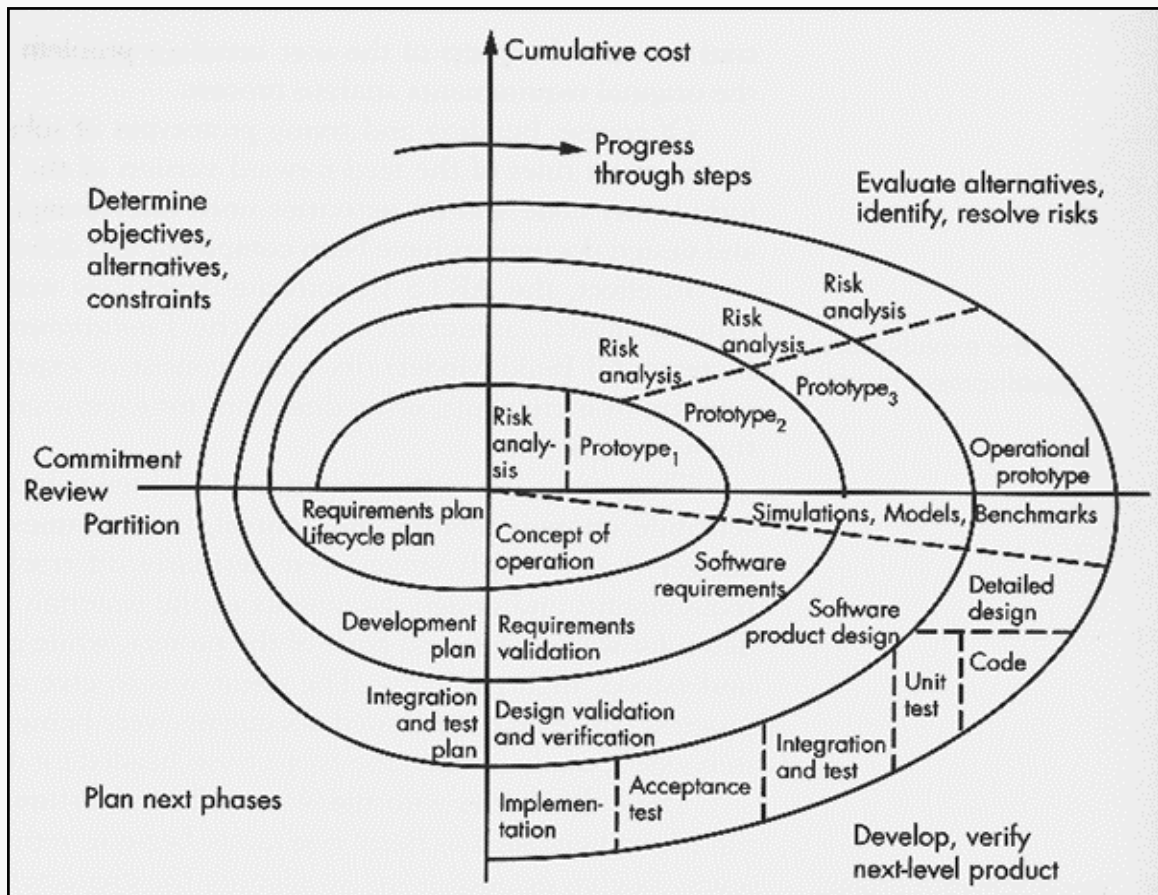 Cumulative cost
Progress
through steps
Determine
objectives,
alternatives,
constraints
Evaluate alternatives,
identify, resolve risks
Risk
analysis
Risk
analysis
Risk
analysis
Risk
analy-
sis
Protoype1
Prototype2
Prototype3
Operational
prototype
Commitment
Review
Partition
Requirements plan
Lifecycle plan
Concept of
operation
Simulations, Models, Benchmarks
Software
requirements
Detailed
design
Development
plan
Requirements
validation
Software
product design
Code
Unit
test
Integration
and test
plan
Design validation
and verification
Integration
and test
Acceptance
test
Implemen-
tation
Plan next phases
Develop, verify
next-level product